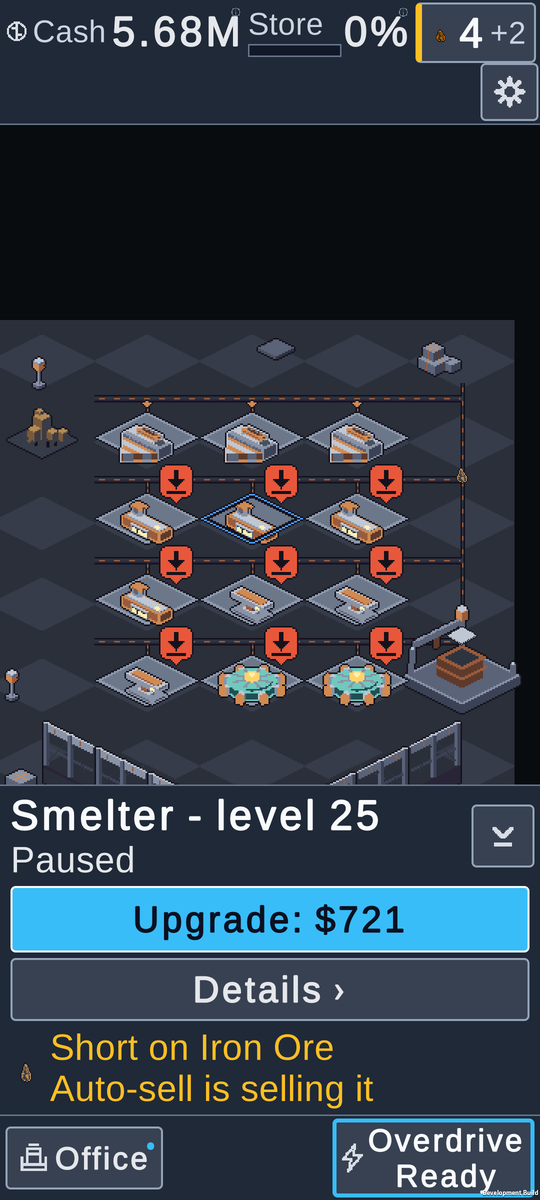 Cash 5.68M Store 0% 4 +2
Smelter - level 25
Paused
Upgrade: $721
Details ›
Short on Iron Ore
Auto-sell is selling it
Office
Overdrive
Ready
Development Build